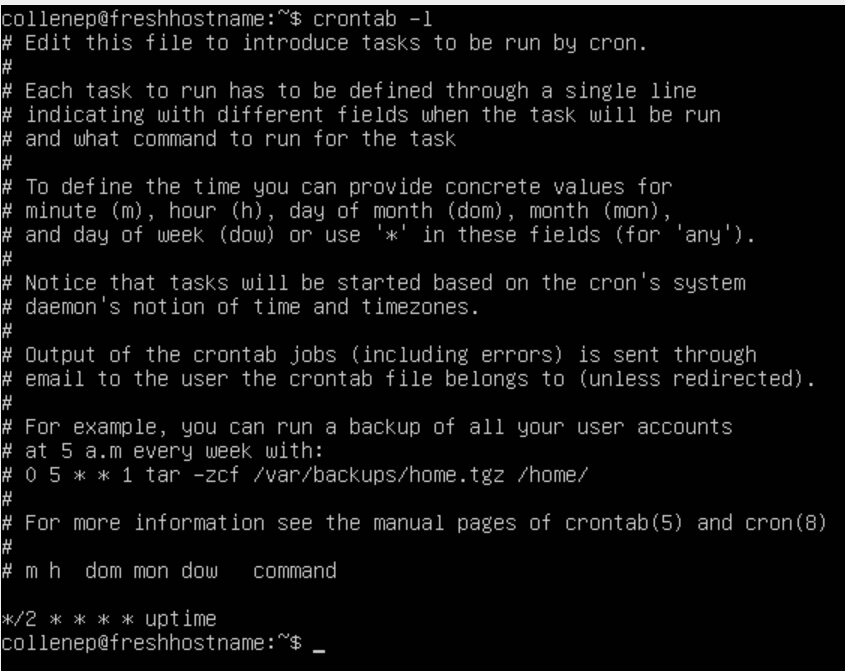 collenep@freshhostname:~$ crontab -l
# Edit this file to introduce tasks to be run by cron.
#
# Each task to run has to be defined through a single line
# indicating with different fields when the task will be run
# and what command to run for the task
#
# To define the time you can provide concrete values for
# minute (m), hour (h), day of month (dom), month (mon),
# and day of week (dow) or use '*' in these fields (for 'any').
#
# Notice that tasks will be started based on the cron's system
# daemon's notion of time and timezones.
#
# Output of the crontab jobs (including errors) is sent through
# email to the user the crontab file belongs to (unless redirected).
#
# For example, you can run a backup of all your user accounts
# at 5 a.m every week with:
# 0 5 * * 1 tar -zcf /var/backups/home.tgz /home/
#
# For more information see the manual pages of crontab(5) and cron(8)
#
# m h  dom mon dow   command

*/2 * * * * uptime
collenep@freshhostname:~$ _